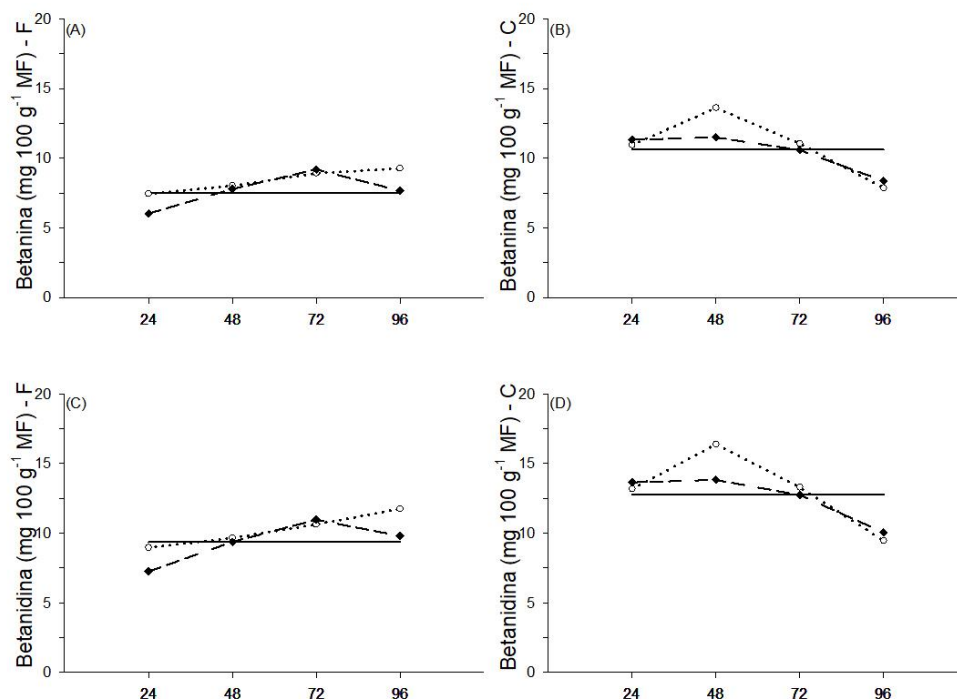 Betanina (mg 100 g⁻¹ MF) - F
(A)
20
15
10
5
0
24 48 72 96
Betanina (mg 100 g⁻¹ MF) - C
(B)
20
15
10
5
0
24 48 72 96
Betanidina (mg 100 g⁻¹ MF) - F
(C)
20
15
10
5
0
24 48 72 96
Betanidina (mg 100 g⁻¹ MF) - C
(D)
20
15
10
5
0
24 48 72 96